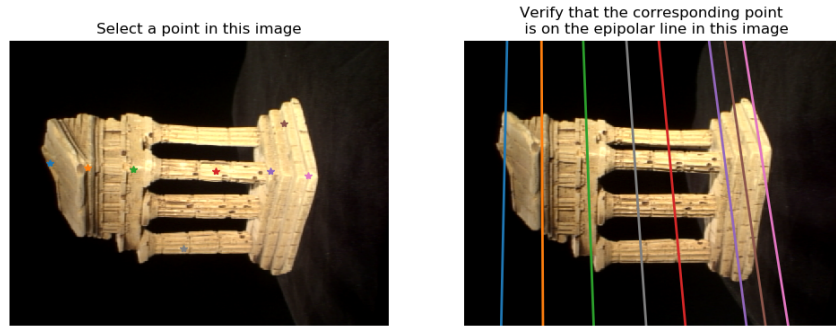 Select a point in this image
Verify that the corresponding point
is on the epipolar line in this image